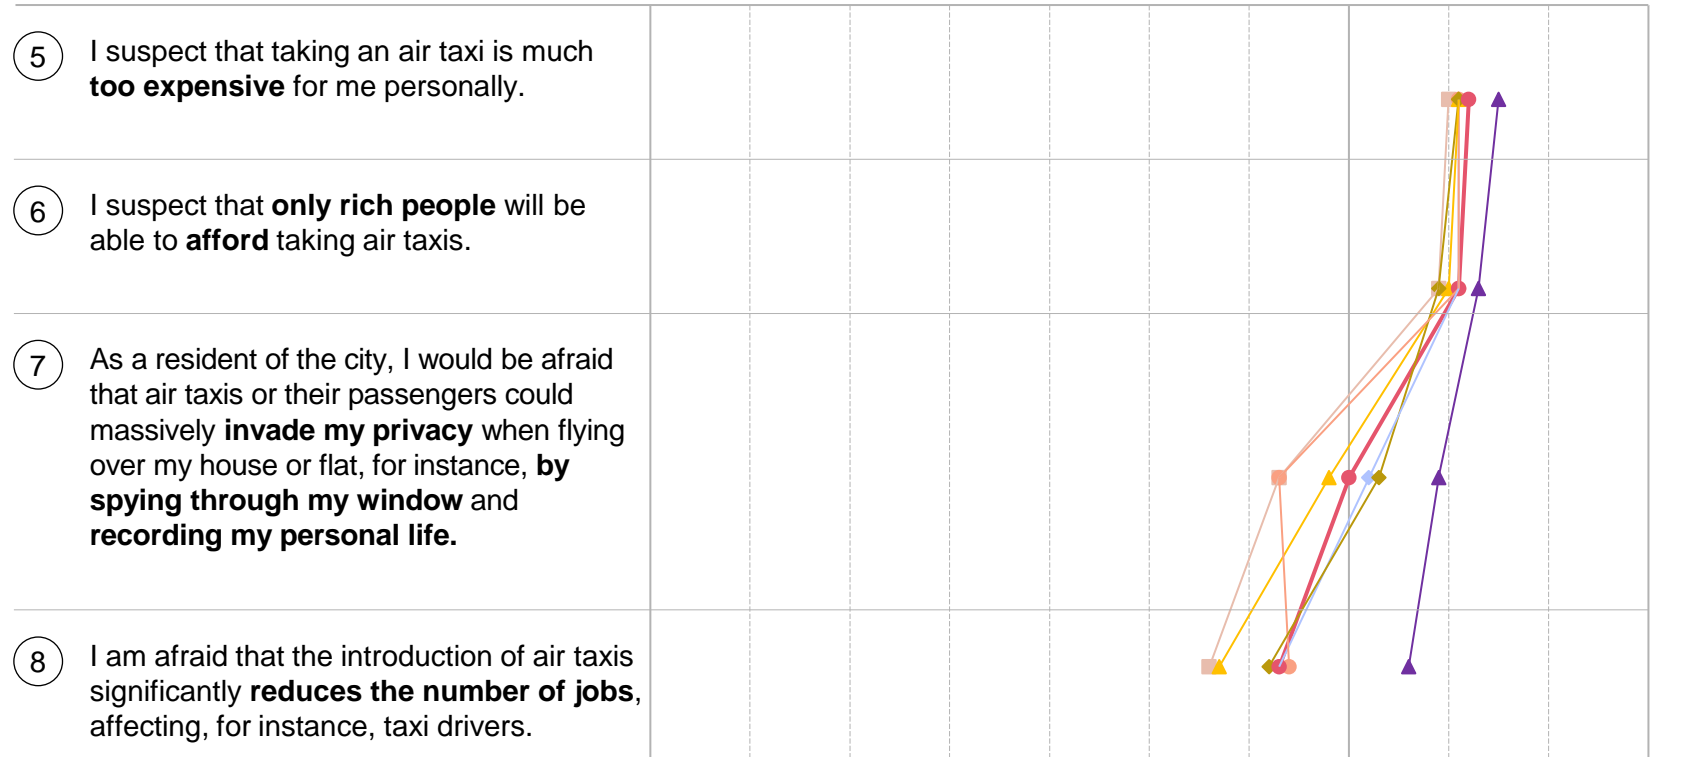 5
I suspect that taking an air taxi is much
too expensive for me personally.
6
I suspect that only rich people will be
able to afford taking air taxis.
7
As a resident of the city, I would be afraid
that air taxis or their passengers could
massively invade my privacy when flying
over my house or flat, for instance, by
spying through my window and
recording my personal life.
8
I am afraid that the introduction of air taxis
significantly reduces the number of jobs,
affecting, for instance, taxi drivers.